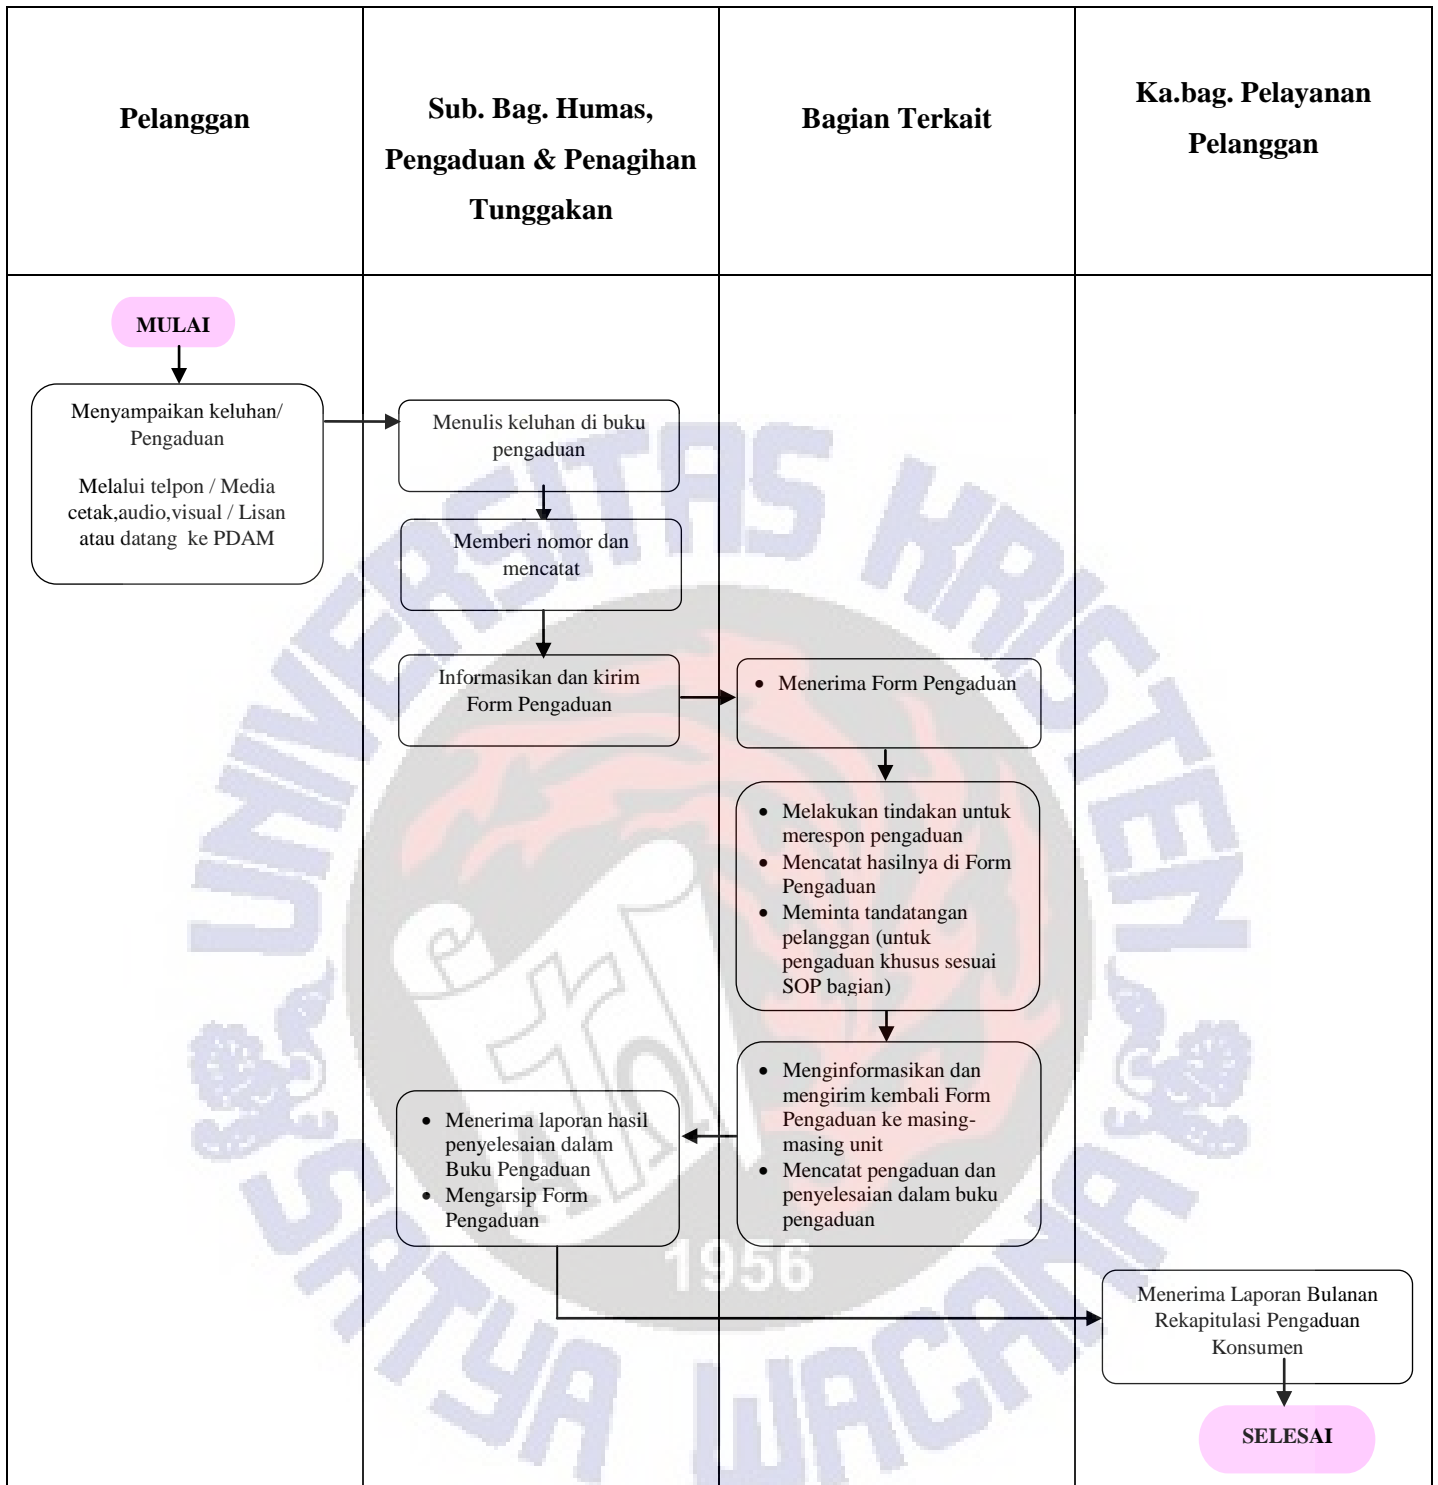 Pelanggan
Sub. Bag. Humas,
Pengaduan & Penagihan
Tunggakan
Bagian Terkait
Ka.bag. Pelayanan
Pelanggan
MULAI
Menyampaikan keluhan/
Pengaduan
Melalui telpon / Media
cetak,audio,visual / Lisan
atau datang ke PDAM
Menulis keluhan di buku
pengaduan
Memberi nomor dan
mencatat
Informasikan dan kirim
Form Pengaduan
• Menerima Form Pengaduan
• Melakukan tindakan untuk
merespon pengaduan
• Mencatat hasilnya di Form
Pengaduan
• Meminta tandatangan
pelanggan (untuk
pengaduan khusus sesuai
SOP bagian)
• Menginformasikan dan
mengirim kembali Form
Pengaduan ke masing-
masing unit
• Mencatat pengaduan dan
penyelesaian dalam buku
pengaduan
• Menerima laporan hasil
penyelesaian dalam
Buku Pengaduan
• Mengarsip Form
Pengaduan
Menerima Laporan Bulanan
Rekapitulasi Pengaduan
Konsumen
SELESAI
UNIVERSITAS KRISTEN
SATYA WACANA
1956